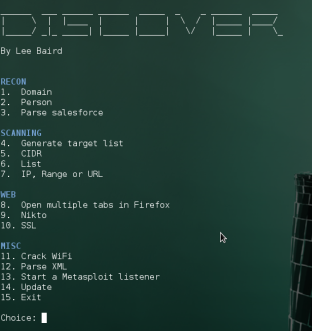 DISCOVER
By Lee Baird
RECON
1. Domain
2. Person
3. Parse salesforce
SCANNING
4. Generate target list
5. CIDR
6. List
7. IP, Range or URL
WEB
8. Open multiple tabs in Firefox
9. Nikto
10. SSL
MISC
11. Crack WiFi
12. Parse XML
13. Start a Metasploit listener
14. Update
15. Exit
Choice: